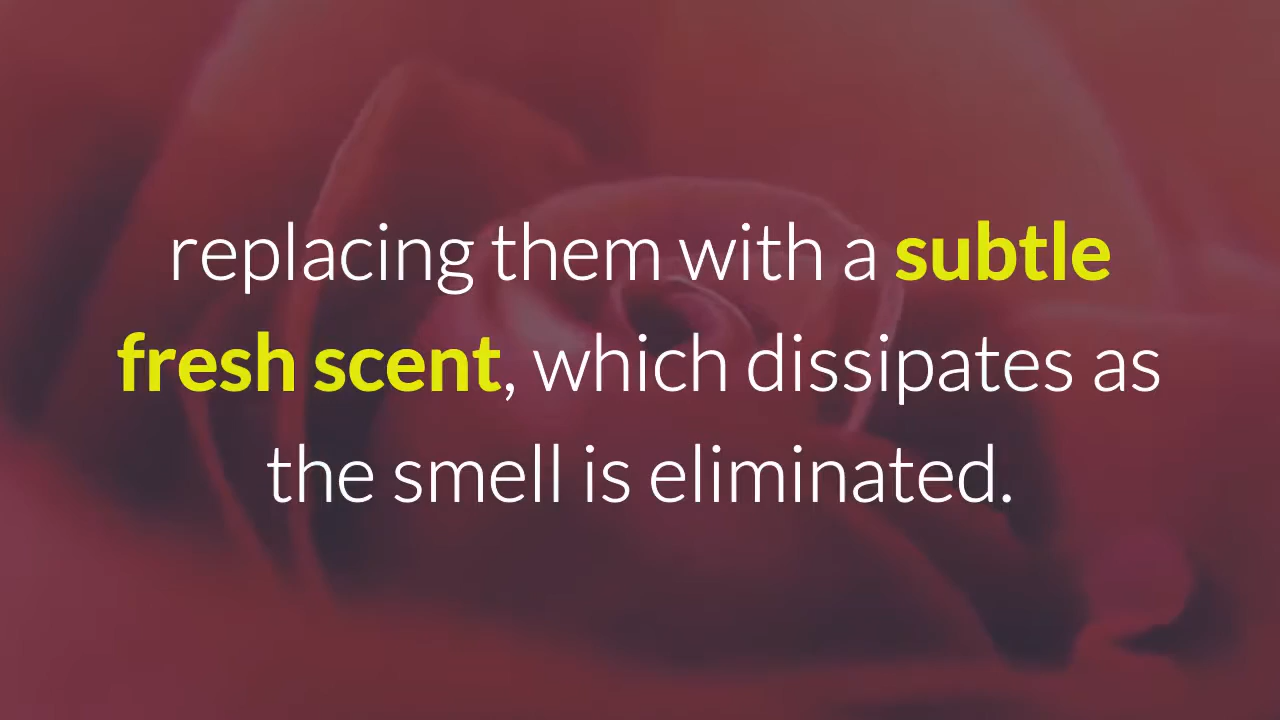 replacing them with a subtle
fresh scent, which dissipates as
the smell is eliminated.